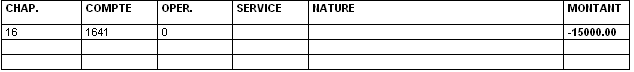 CHAP. COMPTE OPER. SERVICE NATURE MONTANT
16 1641 0 -15000.00